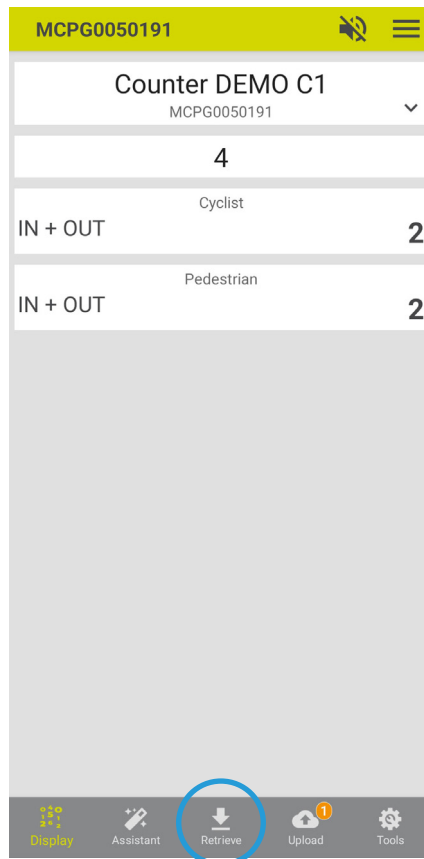 MCPG0050191
Counter DEMO C1
MCPG0050191
4
Cyclist
IN + OUT 2
Pedestrian
IN + OUT 2
1
Display Assistant Retrieve Upload Tools